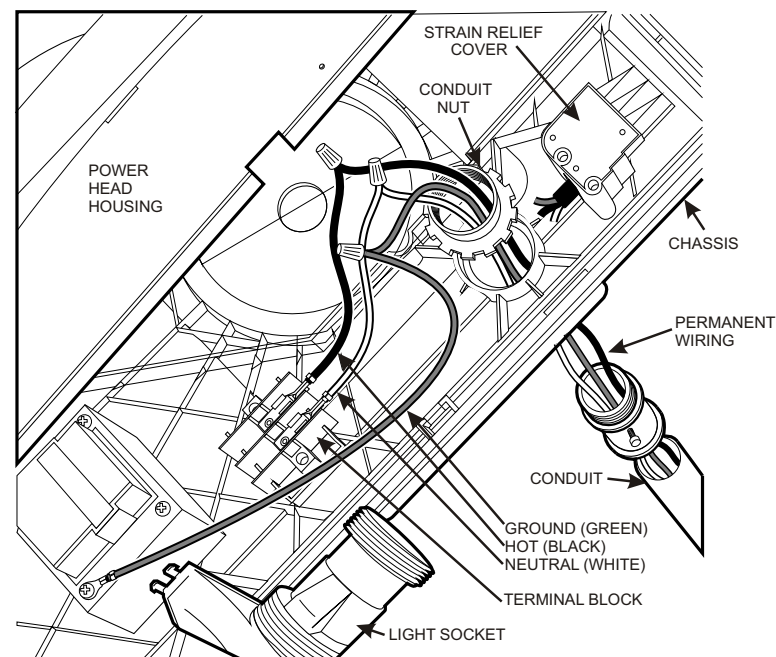 STRAIN RELIEF
COVER
CONDUIT
NUT
POWER
HEAD
HOUSING
CHASSIS
PERMANENT
WIRING
CONDUIT
GROUND (GREEN)
HOT (BLACK)
NEUTRAL (WHITE)
TERMINAL BLOCK
LIGHT SOCKET